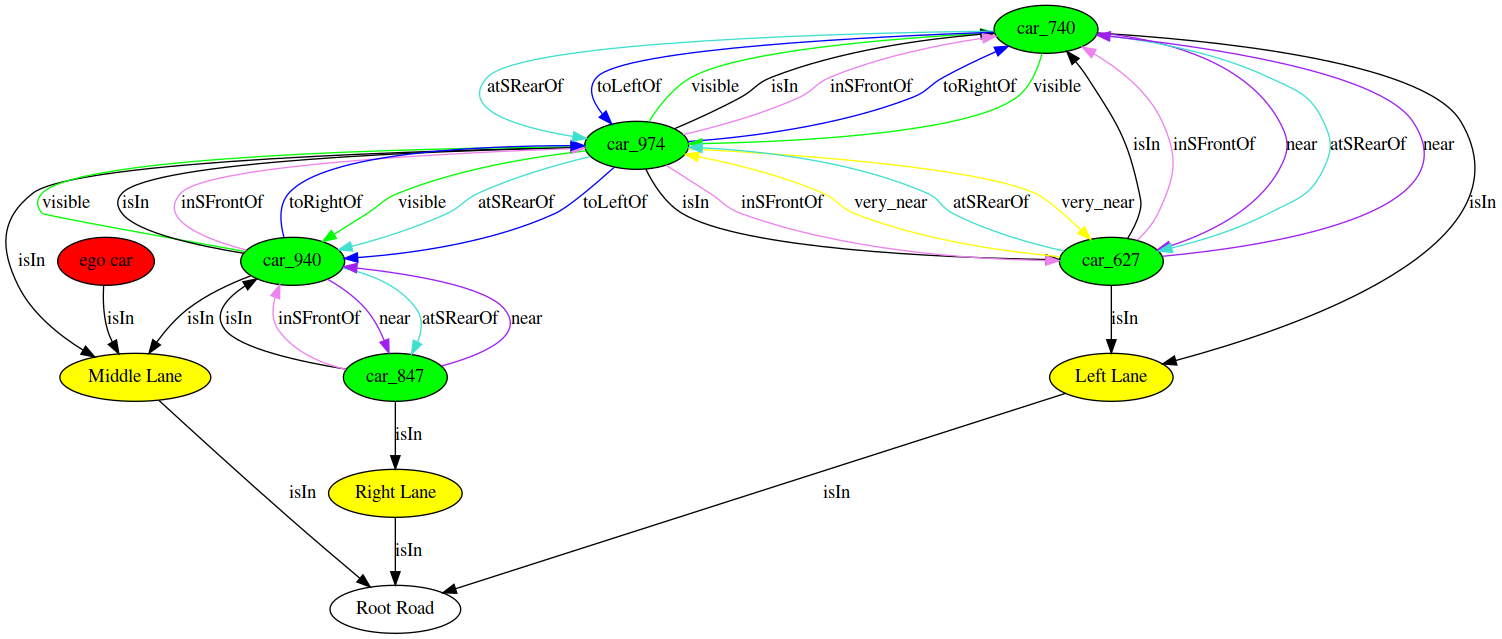 car_740
atSRearOf
toLeftOf
visible
isIn
inSFrontOf
toRightOf
visible
car_974
isIn
inSFrontOf
near
atSRearOf
near
visible
isIn
inSFrontOf
toRightOf
visible
atSRearOf
toLeftOf
isIn
inSFrontOf
very_near
atSRearOf
very_near
isIn
isIn
ego car
car_940
car_627
isIn
isIn
isIn
inSFrontOf
near
atSRearOf
near
isIn
Middle Lane
car_847
Left Lane
isIn
isIn
Right Lane
isIn
isIn
Root Road